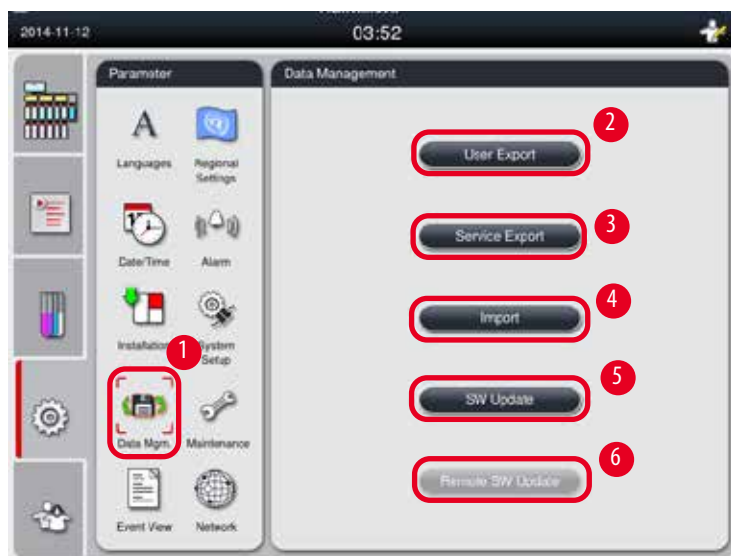 2014-11-12
03:52
Parameter
Data Management
A
Languages
Regional
Settings
Date/Time
Alarm
Installation
System
Setup
Data Mgm.
Maintenance
Event View
Network
1
User Export
2
Service Export
3
Import
4
SW Update
5
Remote SW Update
6